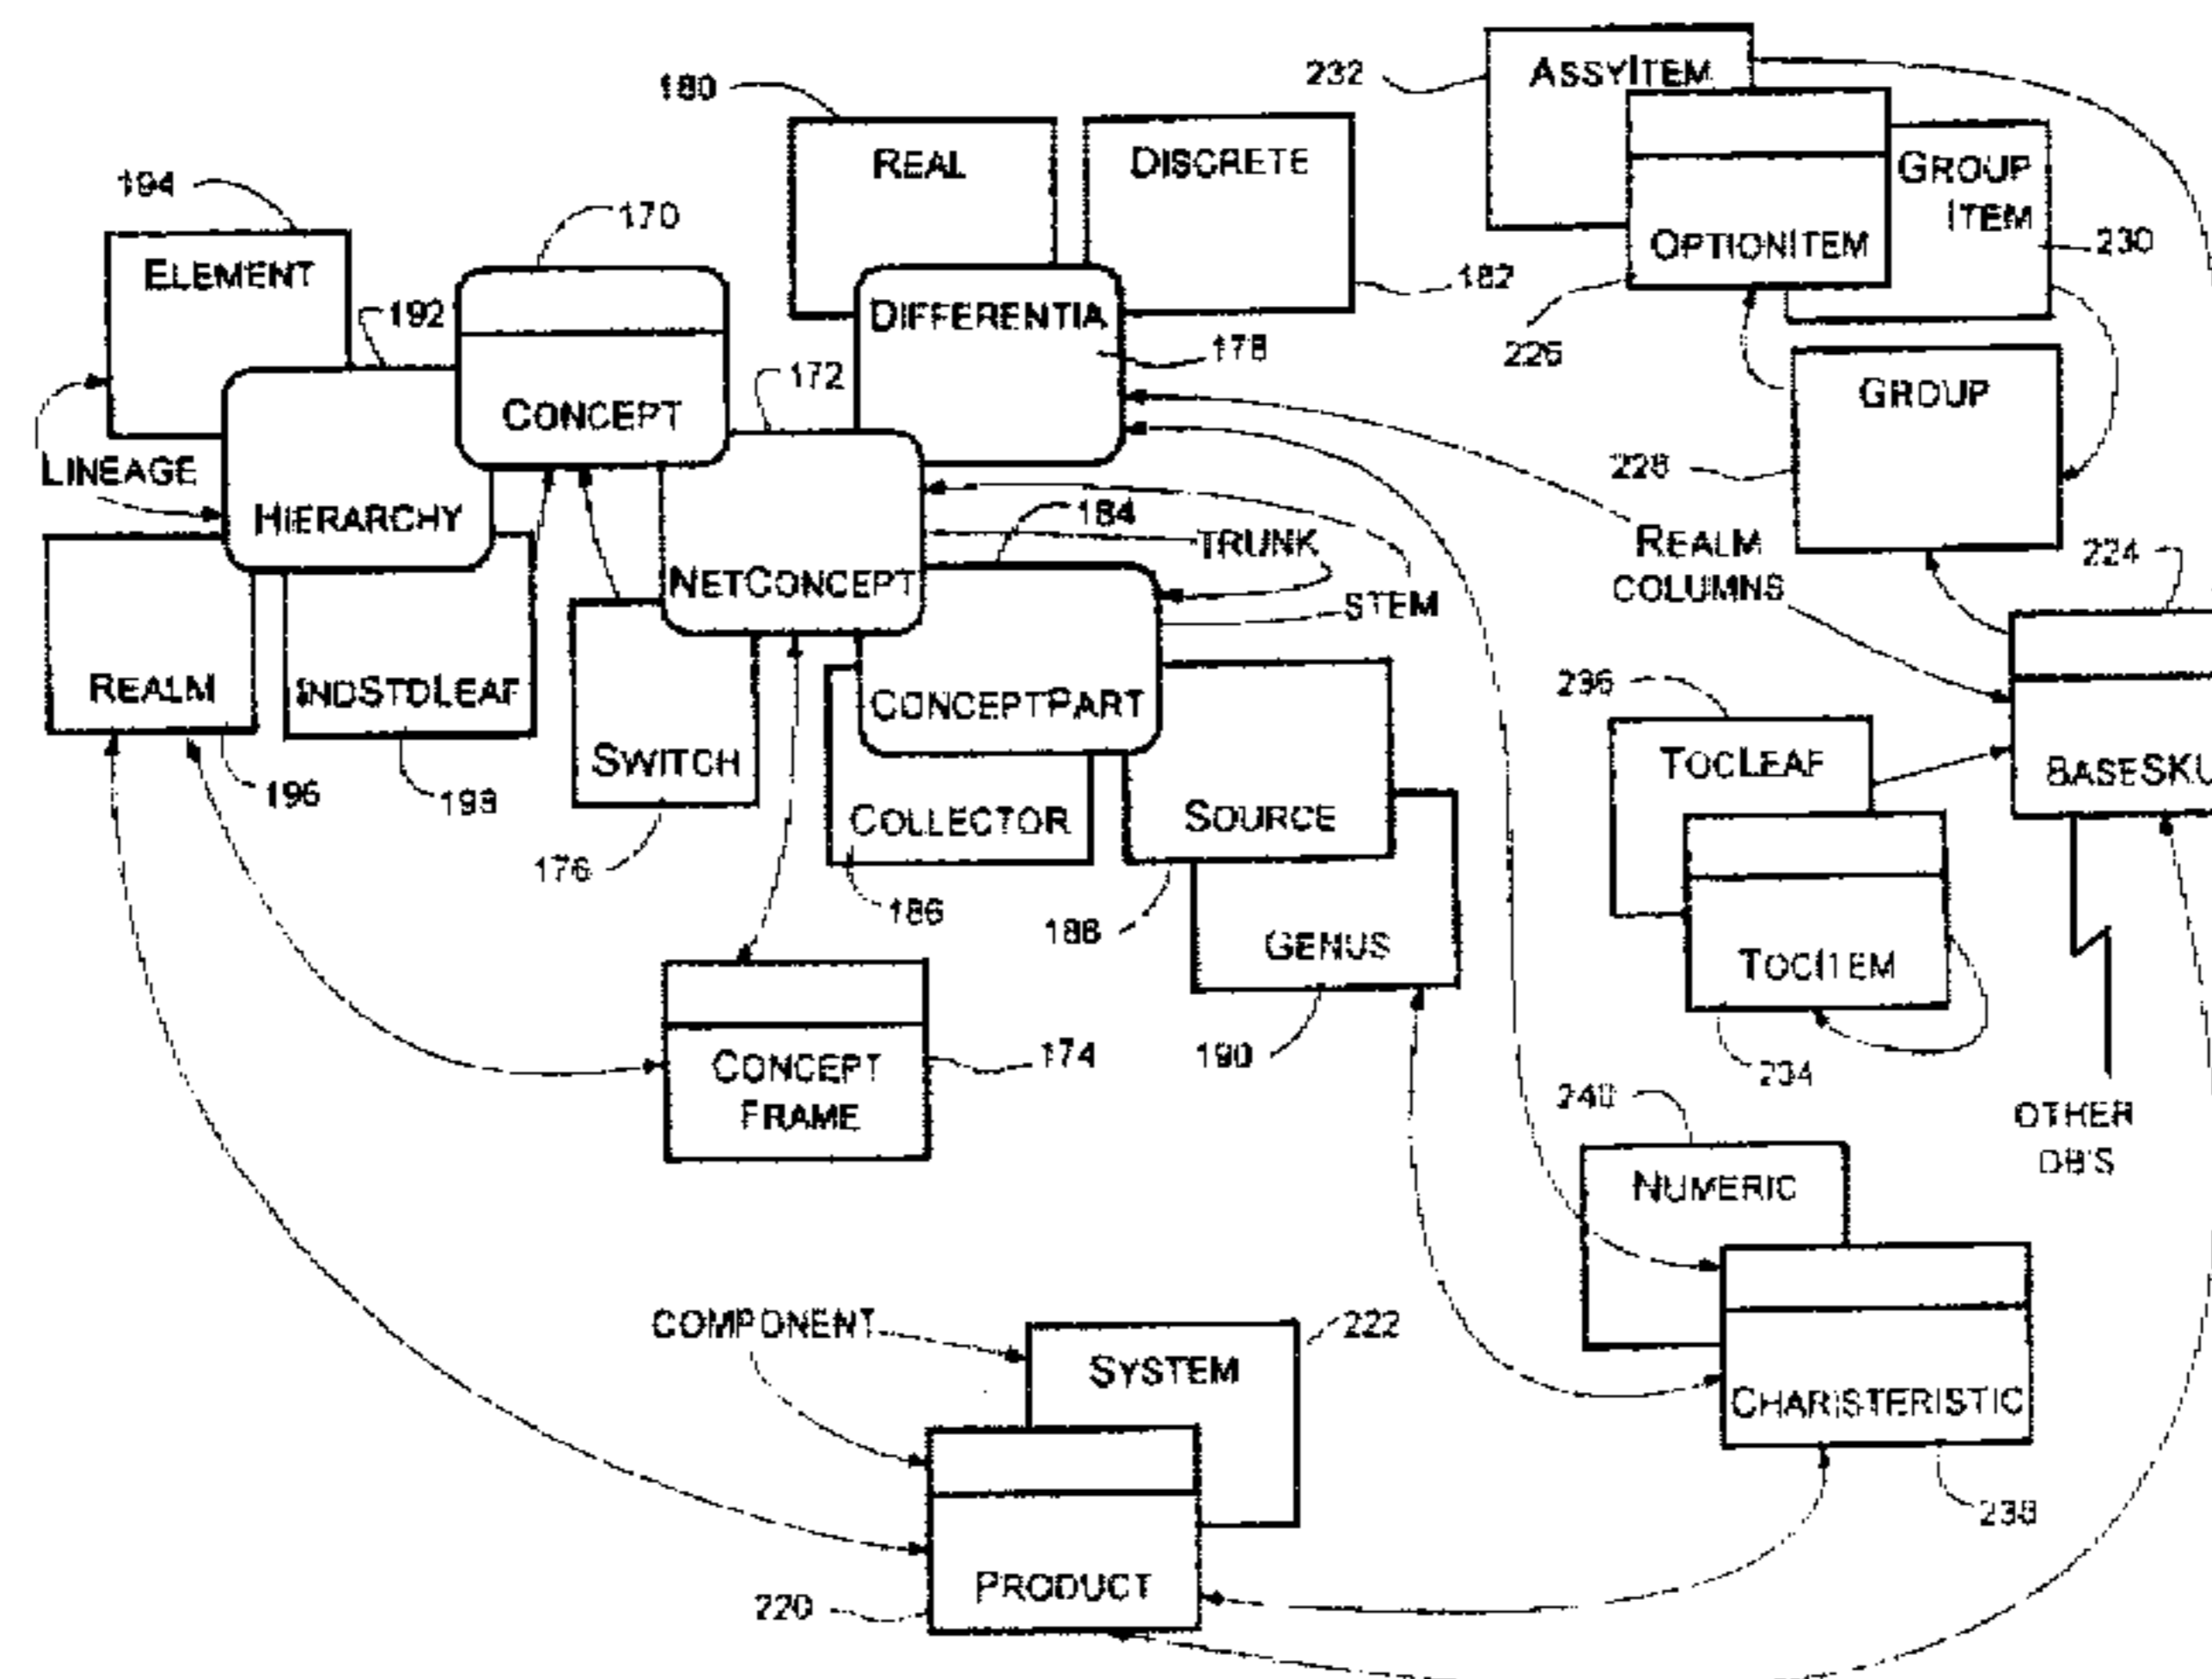 232
ASSYITEM
180
REAL
DISCRETE
GROUP
ITEM
194
170
230
OPTIONITEM
ELEMENT
182
192
DIFFERENTIA
178
226
172
GROUP
CONCEPT
LINEAGE
228
184
HIERARCHY
TRUNK
REALM
COLUMNS
224
NETCONCEPT
STEM
REALM
INDSTDLEAF
236
CONCEPTPART
SWITCH
TOCLEAF
BASESKU
196
198
COLLECTOR
SOURCE
176
186
188
GENUS
TOCITEM
190
174
CONCEPT
FRAME
234
240
OTHER
DB'S
NUMERIC
COMPONENT
222
SYSTEM
CHARISTERISTIC
238
PRODUCT
220